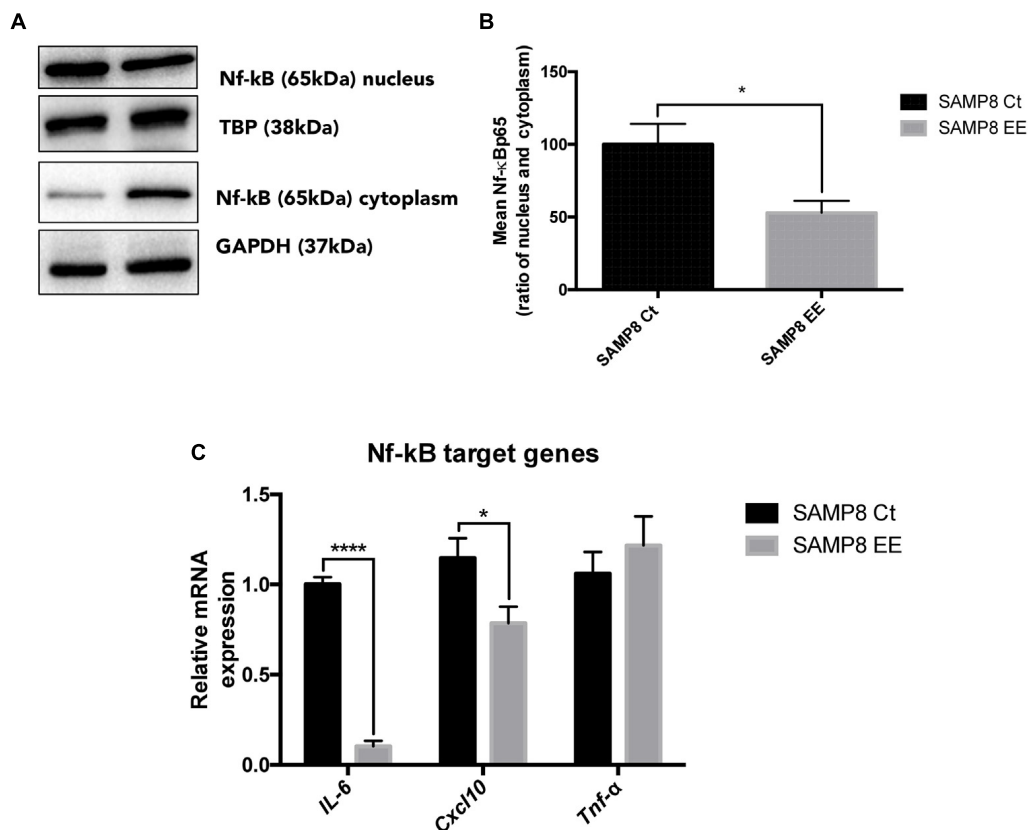 A
Nf-kB (65kDa) nucleus
TBP (38kDa)
Nf-kB (65kDa) cytoplasm
GAPDH (37kDa)
B
Mean Nf-κBp65
(ratio of nucleus and cytoplasm)
150
100
50
0
*
SAMP8 Ct
SAMP8 EE
SAMP8 Ct
SAMP8 EE
C
Nf-kB target genes
Relative mRNA
expression
1.5
1.0
0.5
0.0
****
*
IL-6
Cxcl10
Tnf-α
SAMP8 Ct
SAMP8 EE